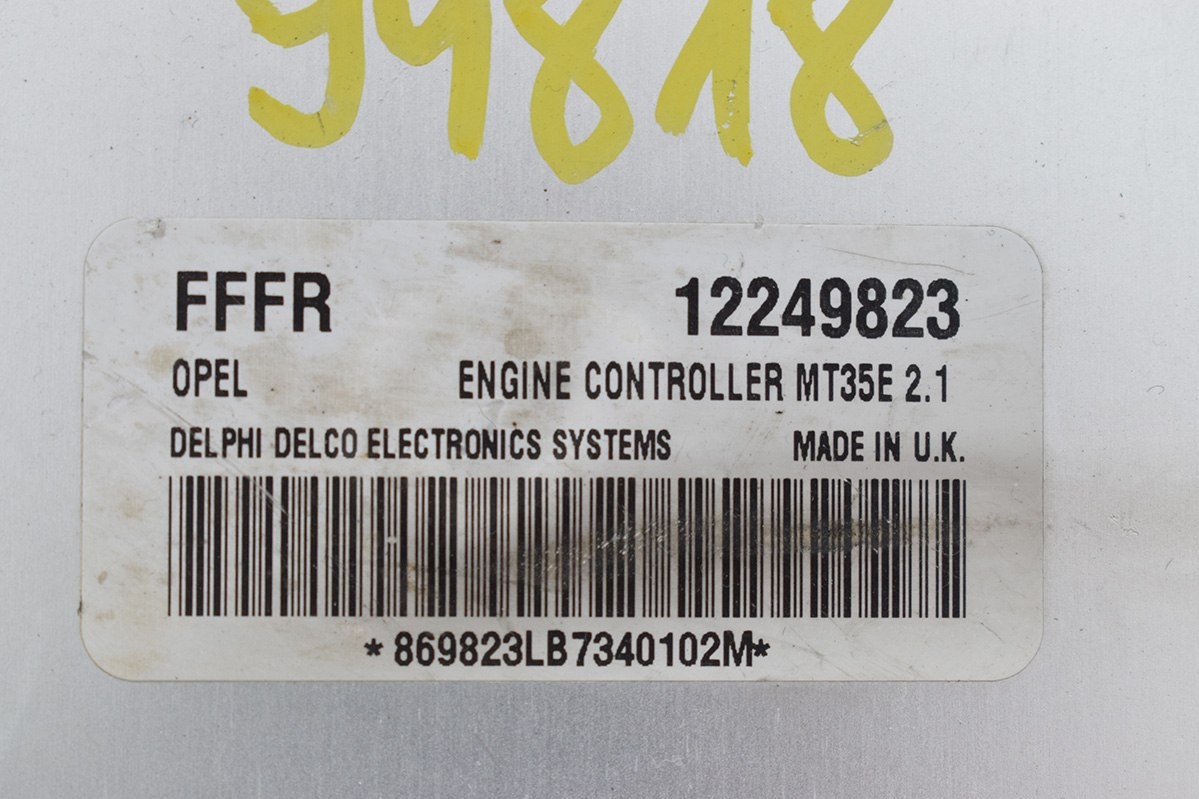 94818
FFFR 12249823
OPEL ENGINE CONTROLLER MT35E 2.1
DELPHI DELCO ELECTRONICS SYSTEMS MADE IN U.K.
*869823LB7340102M*